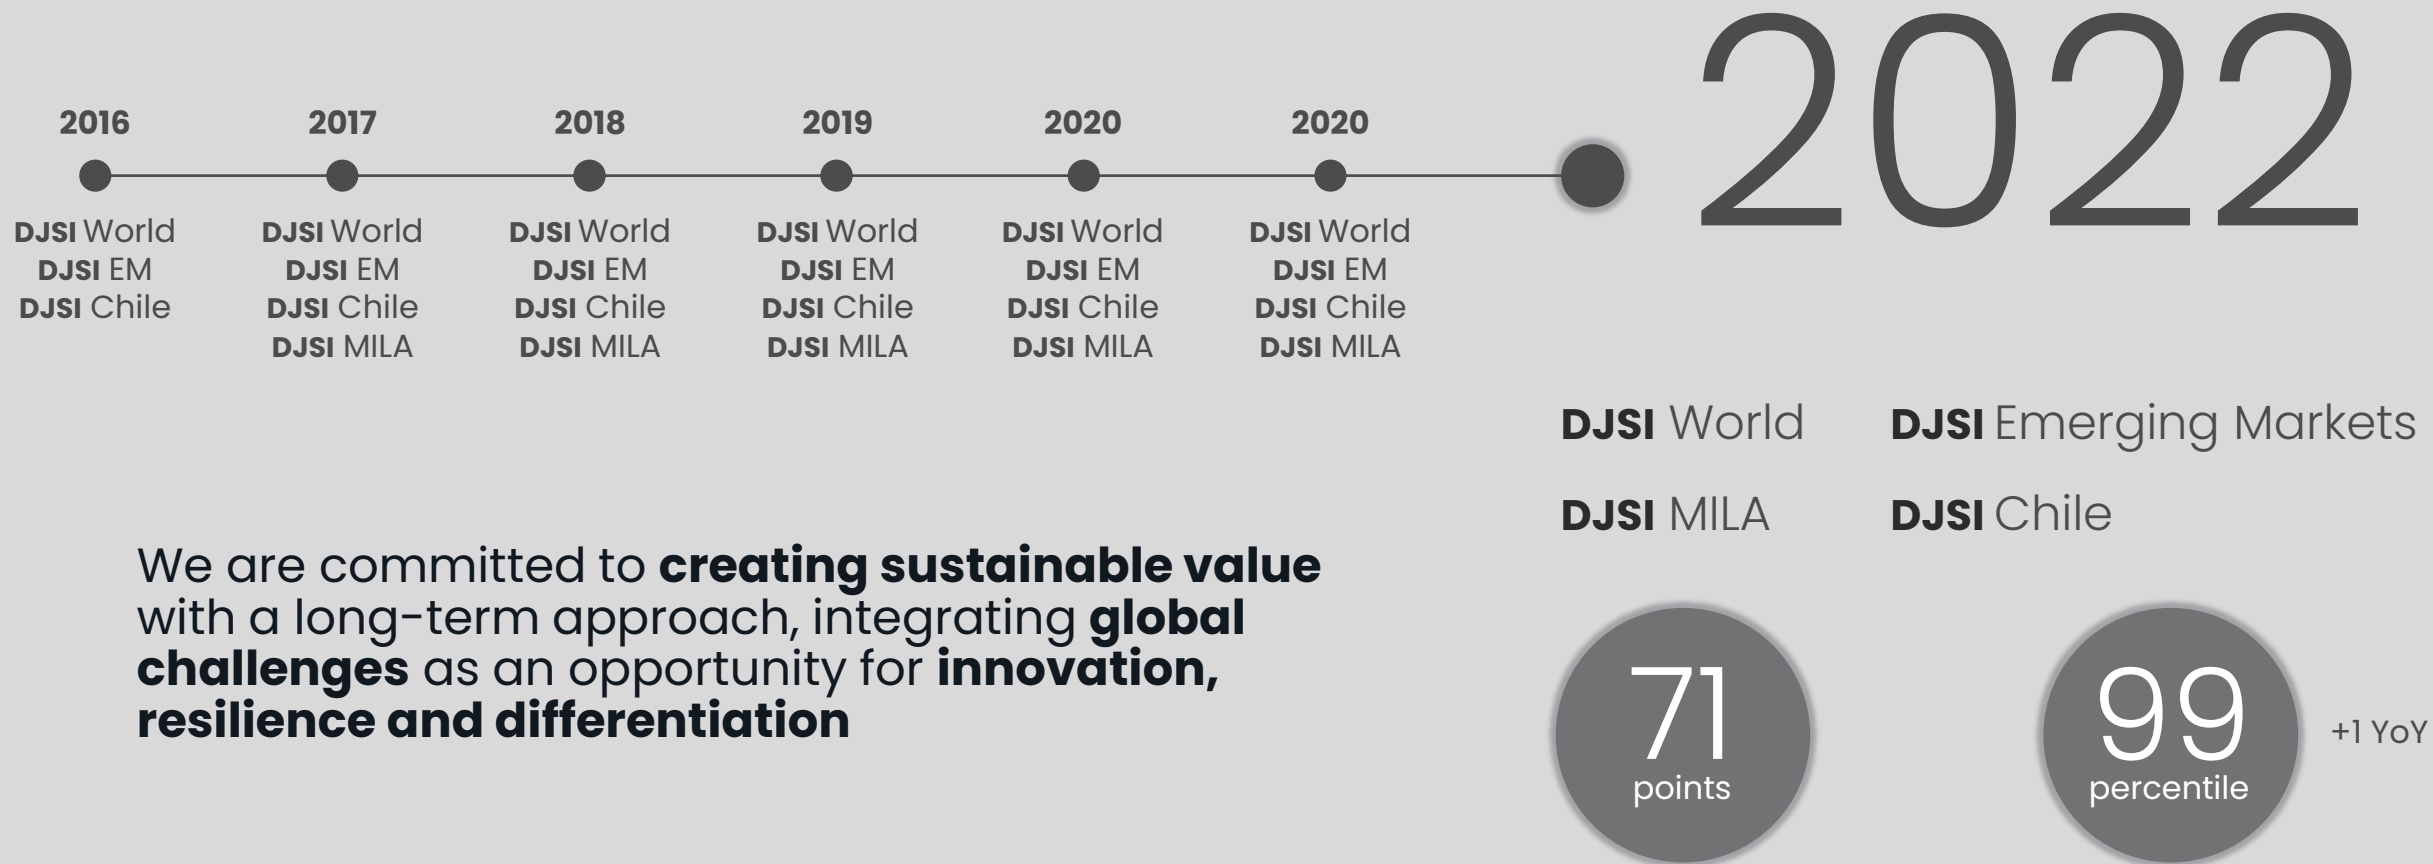 2016
DJSI World
DJSI EM
DJSI Chile
2017
DJSI World
DJSI EM
DJSI Chile
DJSI MILA
2018
DJSI World
DJSI EM
DJSI Chile
DJSI MILA
2019
DJSI World
DJSI EM
DJSI Chile
DJSI MILA
2020
DJSI World
DJSI EM
DJSI Chile
DJSI MILA
2020
DJSI World
DJSI EM
DJSI Chile
DJSI MILA
2022
DJSI World
DJSI Emerging Markets
DJSI MILA
DJSI Chile
We are committed to creating sustainable value
with a long-term approach, integrating global
challenges as an opportunity for innovation,
resilience and differentiation
71
points
99
percentile
+1 YoY